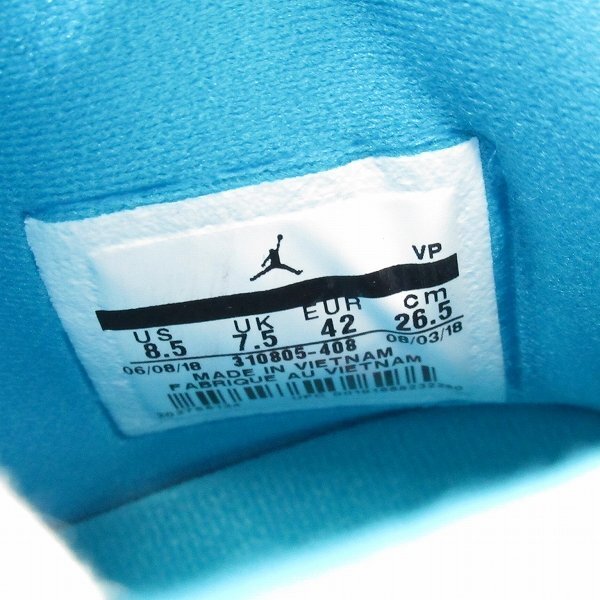 VP
US UK EUR cm
8.5 7.5 42 26.5
06/08/18 310805-408 08/03/18
MADE IN VIETNAM
FABRIQUE AU VIETNAM